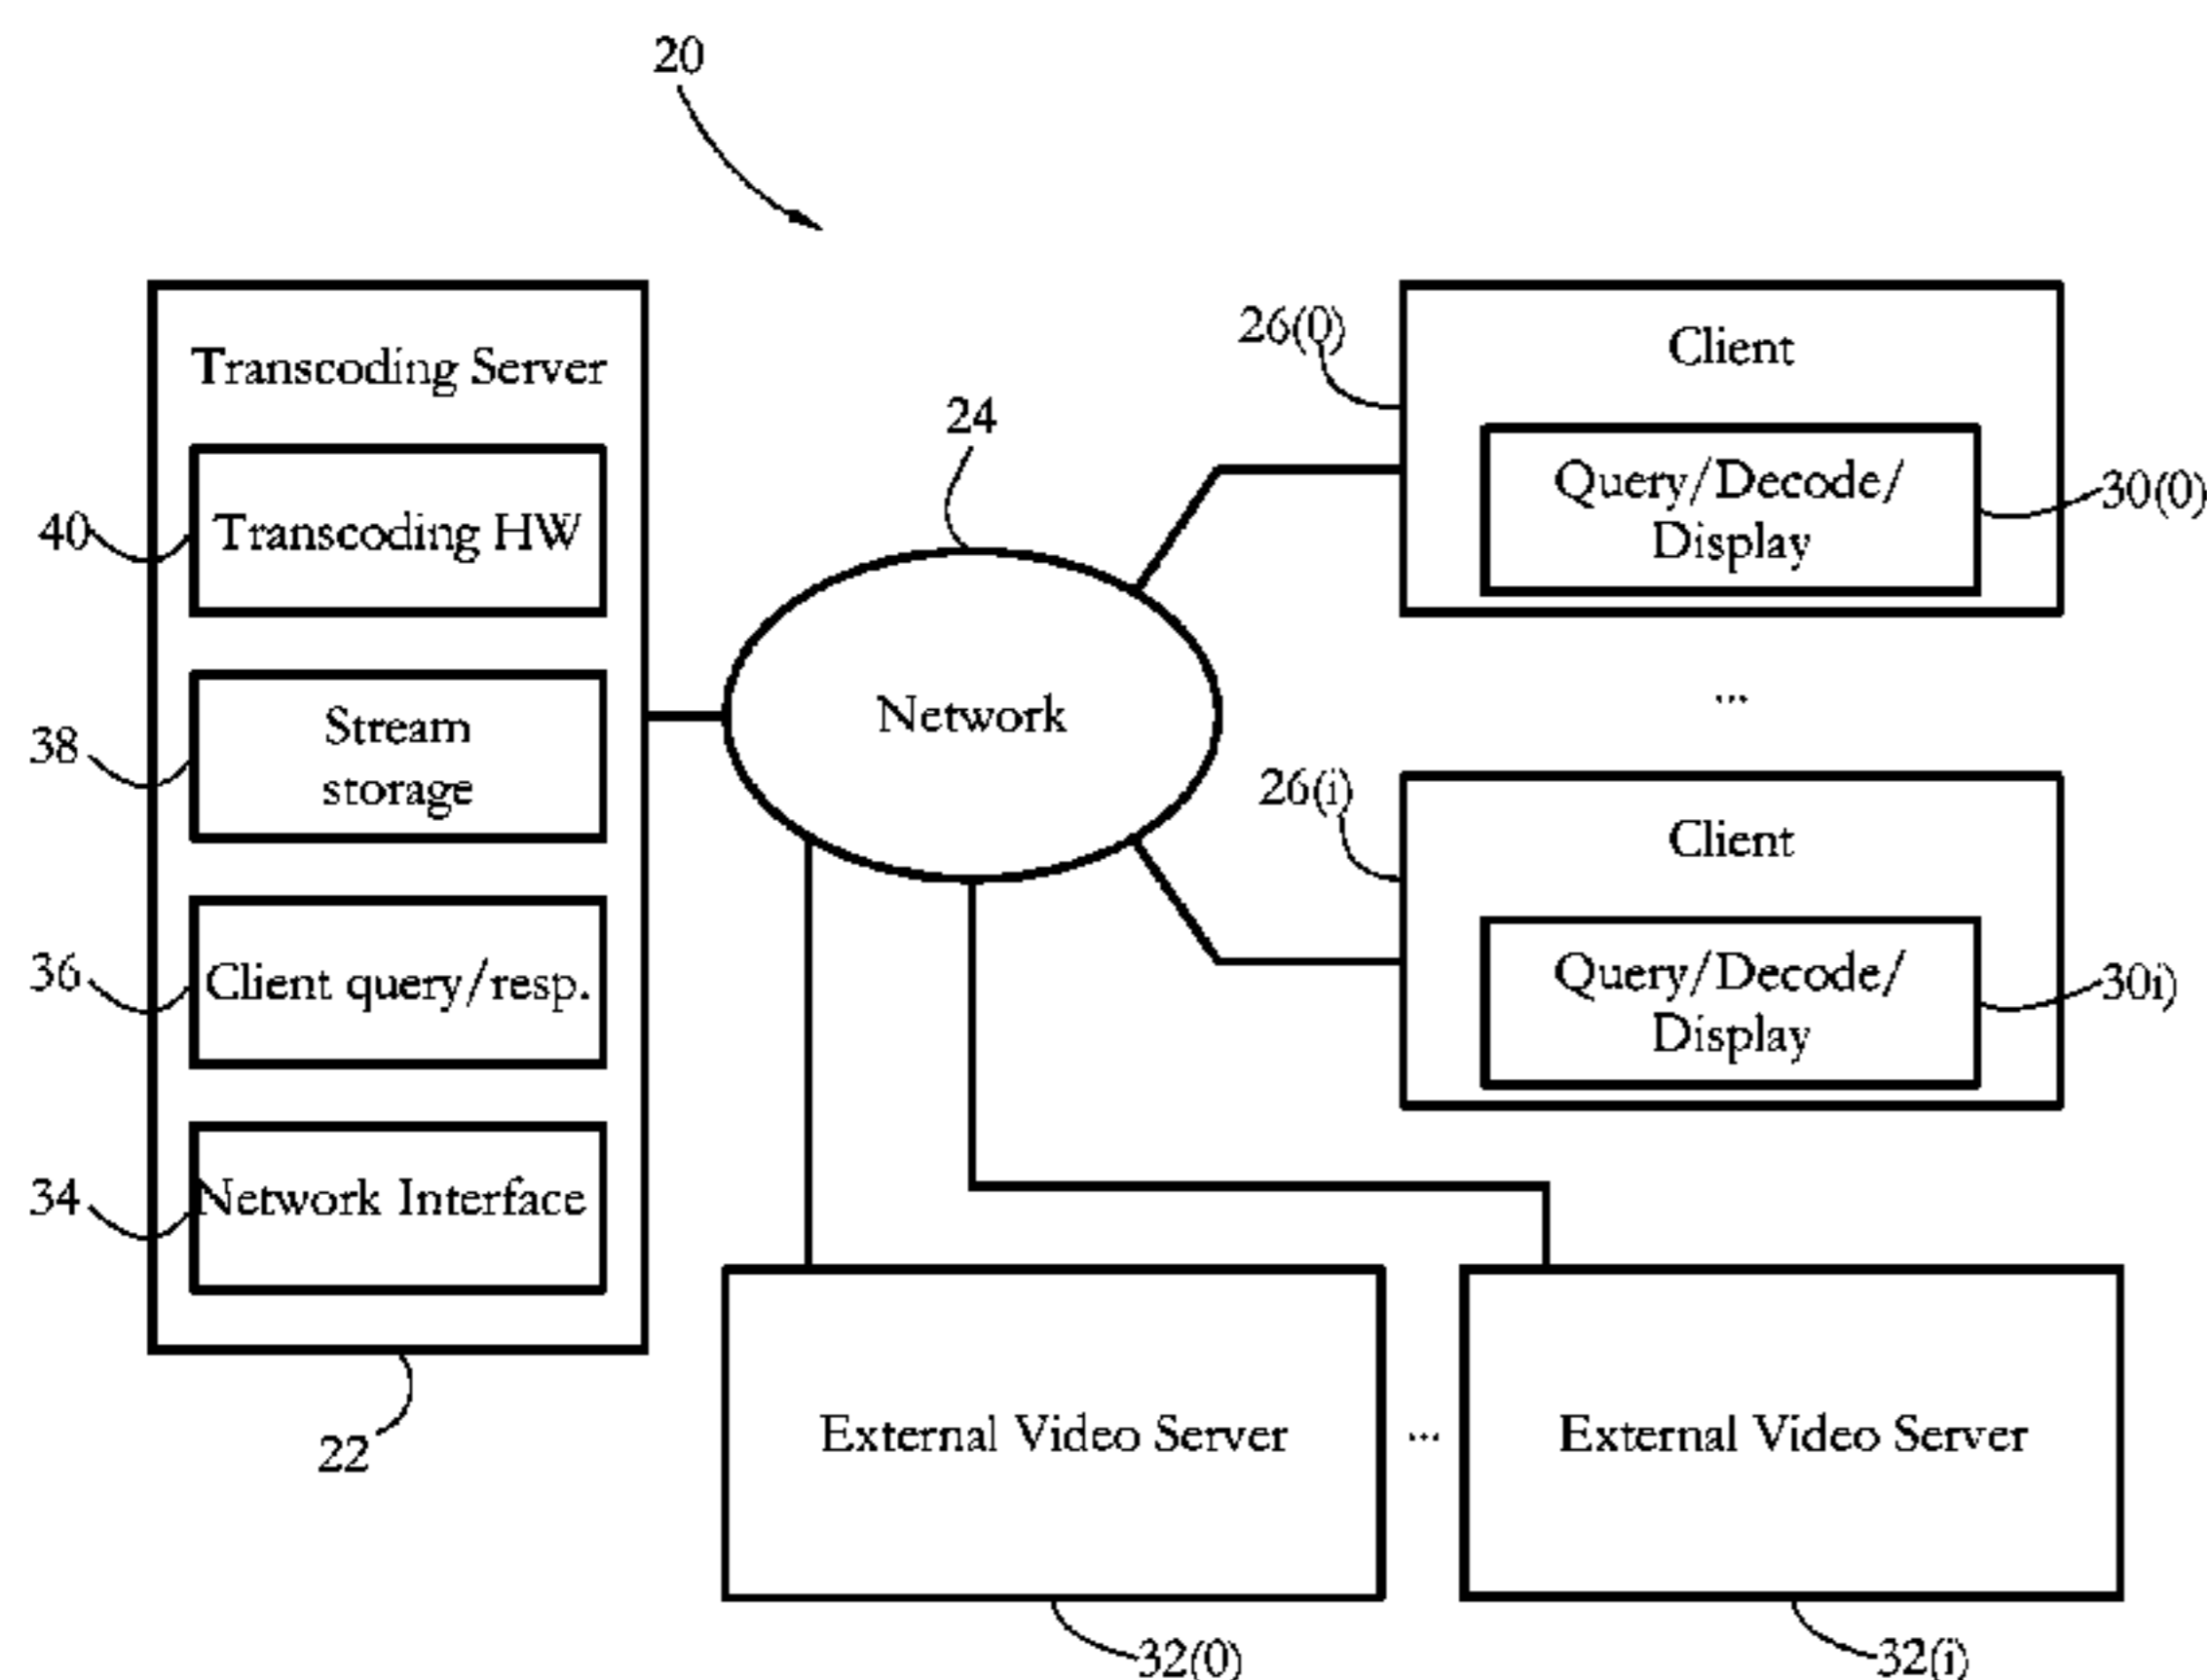 20
Transcoding Server
40
Transcoding HW
38
Stream
storage
36
Client query/resp.
34
Network Interface
22
24
Network
26(0)
Client
Query/Decode/
Display
30(0)
...
26(i)
Client
Query/Decode/
Display
30i)
External Video Server
...
External Video Server
32(0)
32(i)